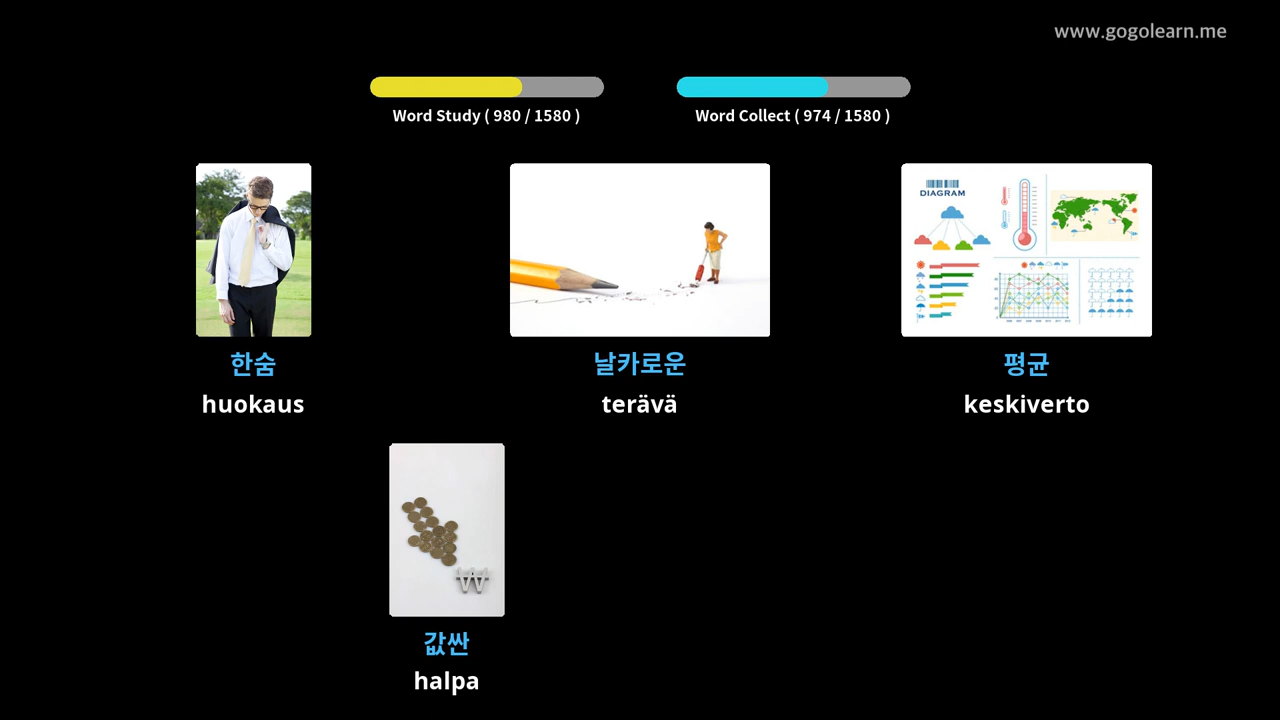 www.gogolearn.me
Word Study ( 980 / 1580 )
Word Collect ( 974 / 1580 )
DIAGRAM
한숨
날카로운
평균
huokaus
terävä
keskiverto
값싼
halpa